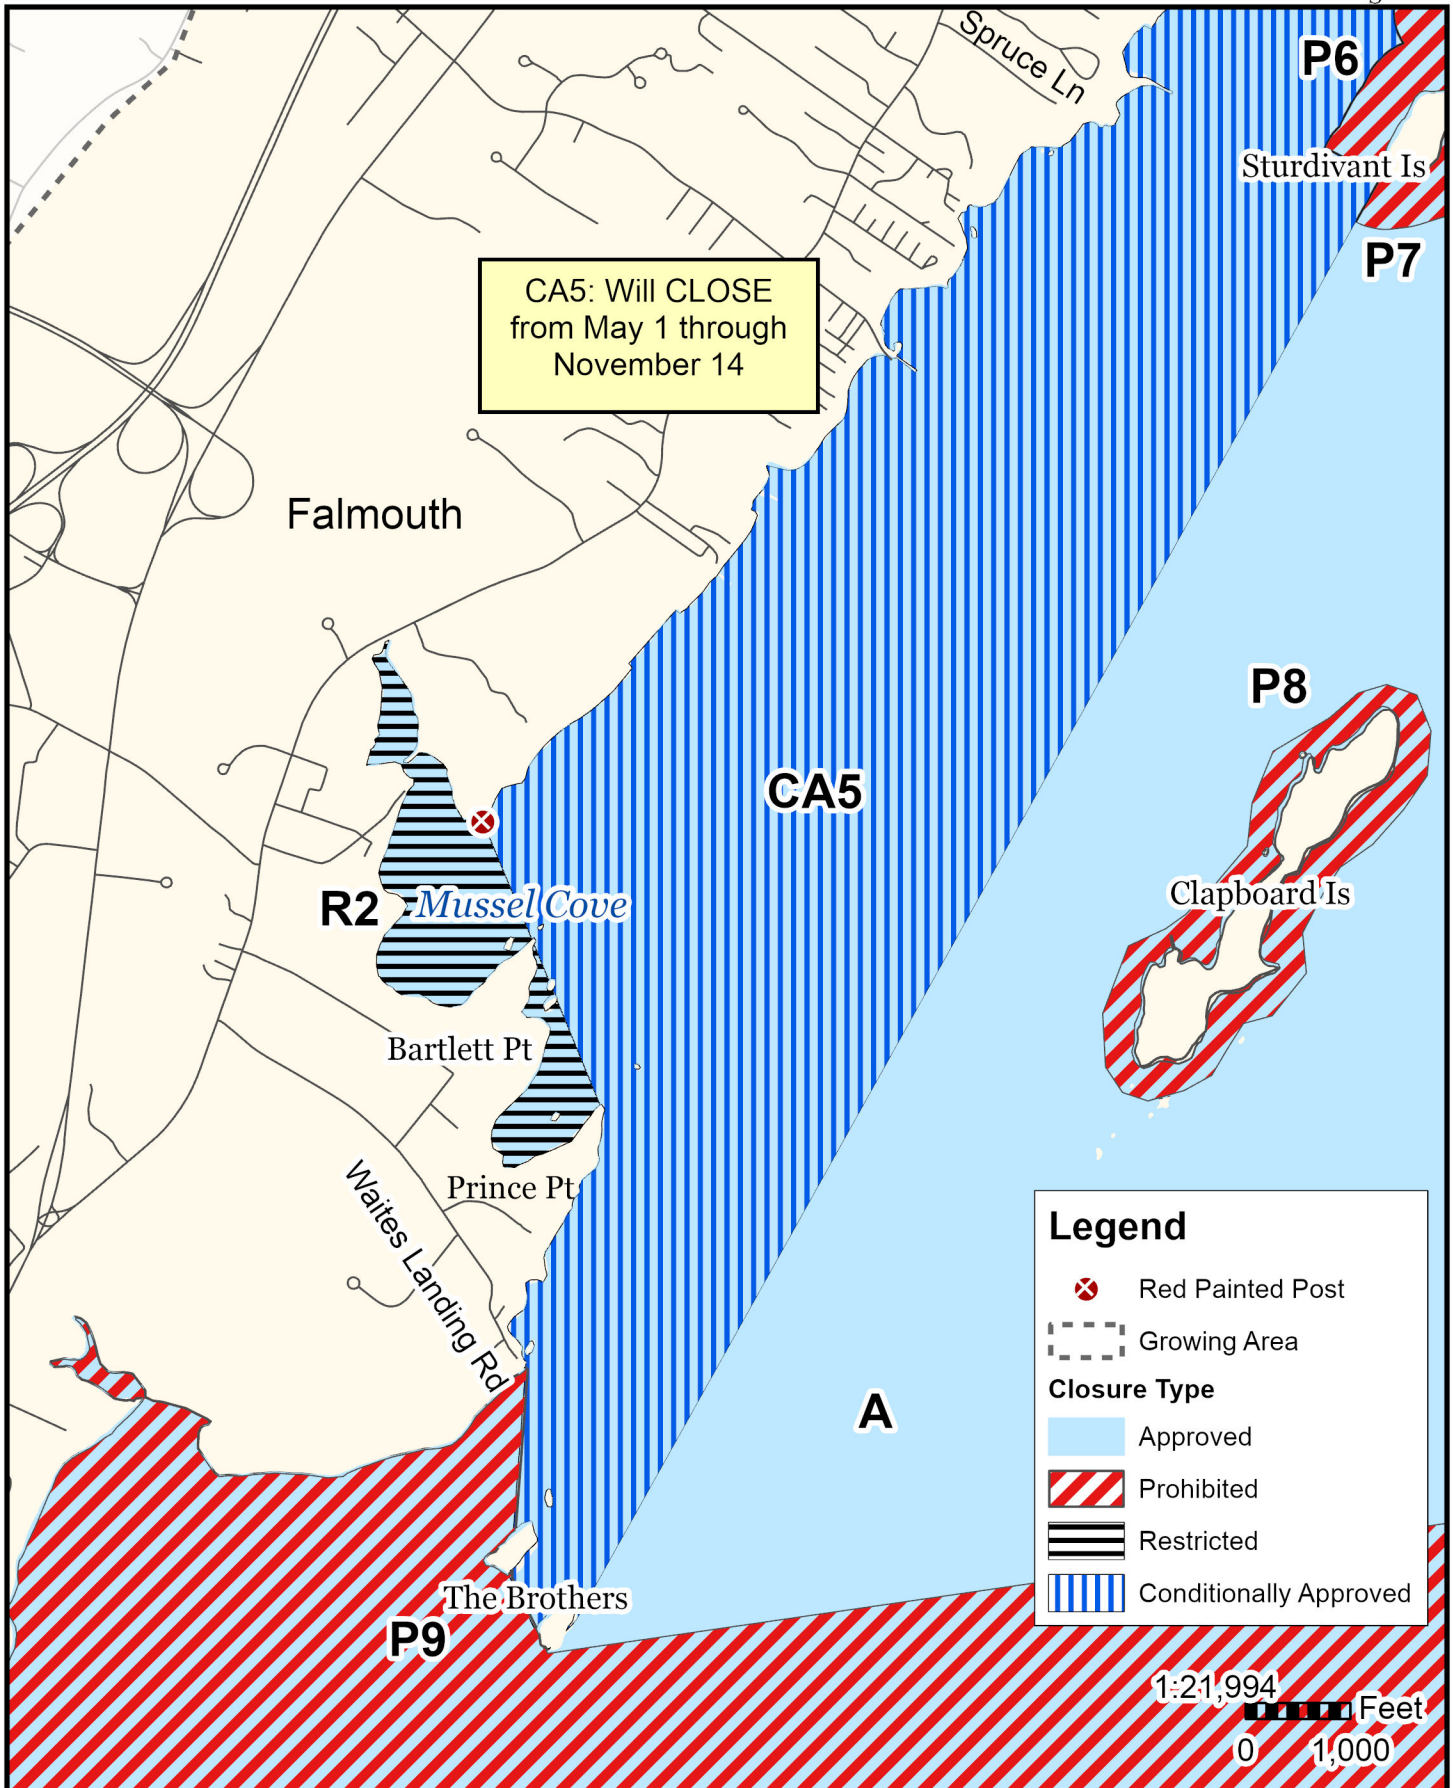 Spruce Ln
P6
Sturdivant Is
P7
CA5: Will CLOSE
from May 1 through
November 14
Falmouth
P8
CA5
Clapboard Is
R2
Mussel Cove
Bartlett Pt
Prince Pt
Waites Landing Rd
A
The Brothers
P9
Legend
Red Painted Post
Growing Area
Closure Type
Approved
Prohibited
Restricted
Conditionally Approved
1:21,994
Feet
0 1,000